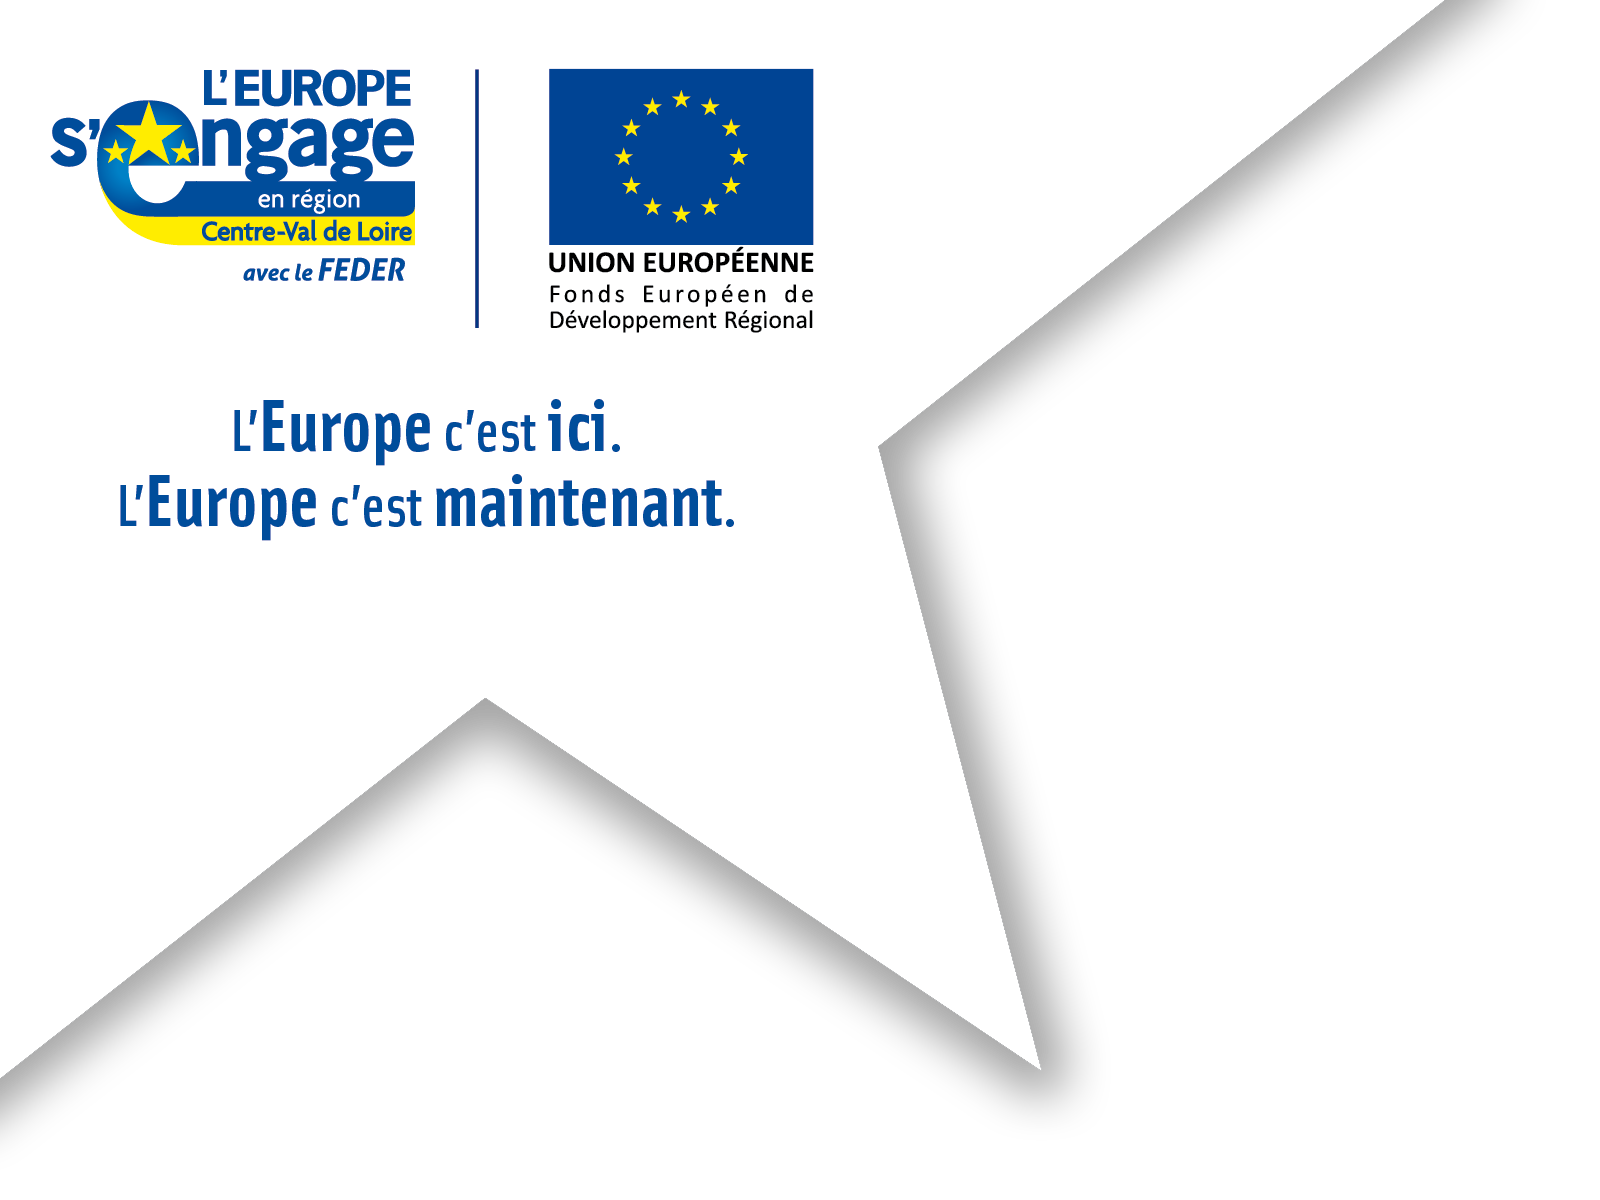 L'EUROPE
s'engage
en région
Centre-Val de Loire
avec le FEDER
UNION EUROPÉENNE
Fonds Européen de
Développement Régional
L'Europe c'est ici.
L'Europe c'est maintenant.